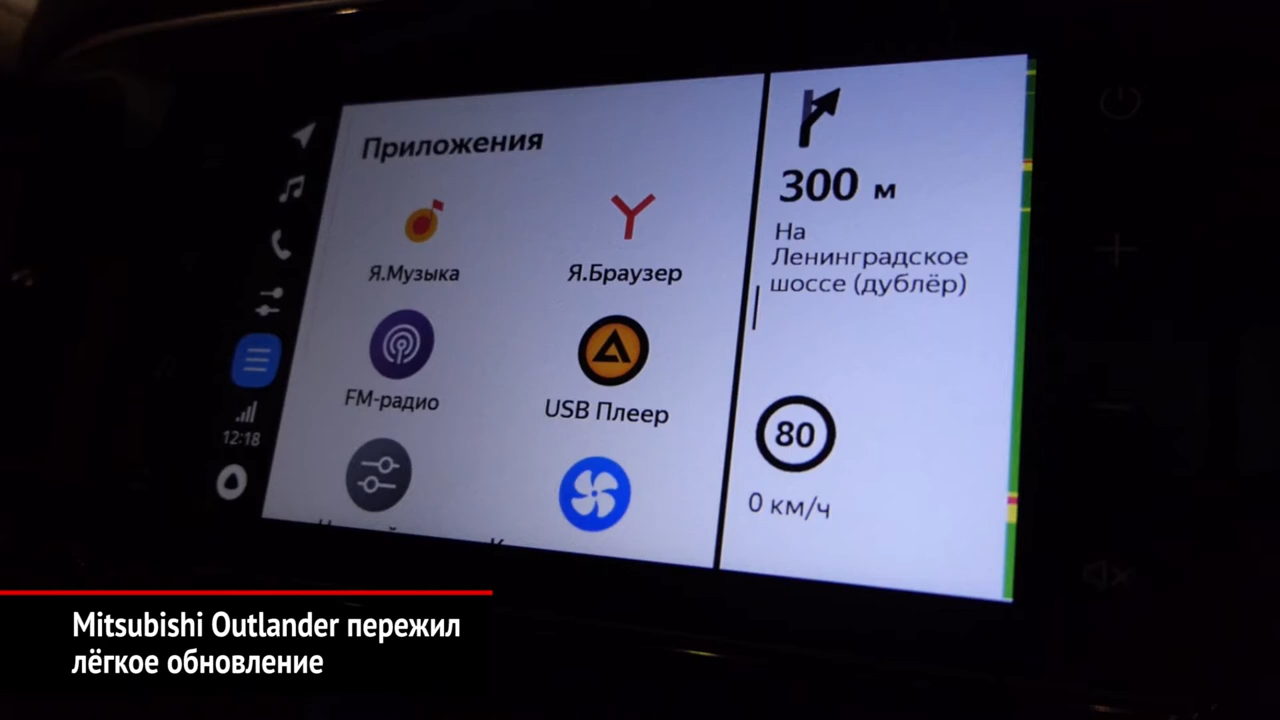 Приложения
Я.Музыка
Я.Браузер
FM-радио
USB Плеер
12:18
300 м
На
Ленинградское
шоссе (дублёр)
80
0 км/ч
Mitsubishi Outlander пережил
лёгкое обновление